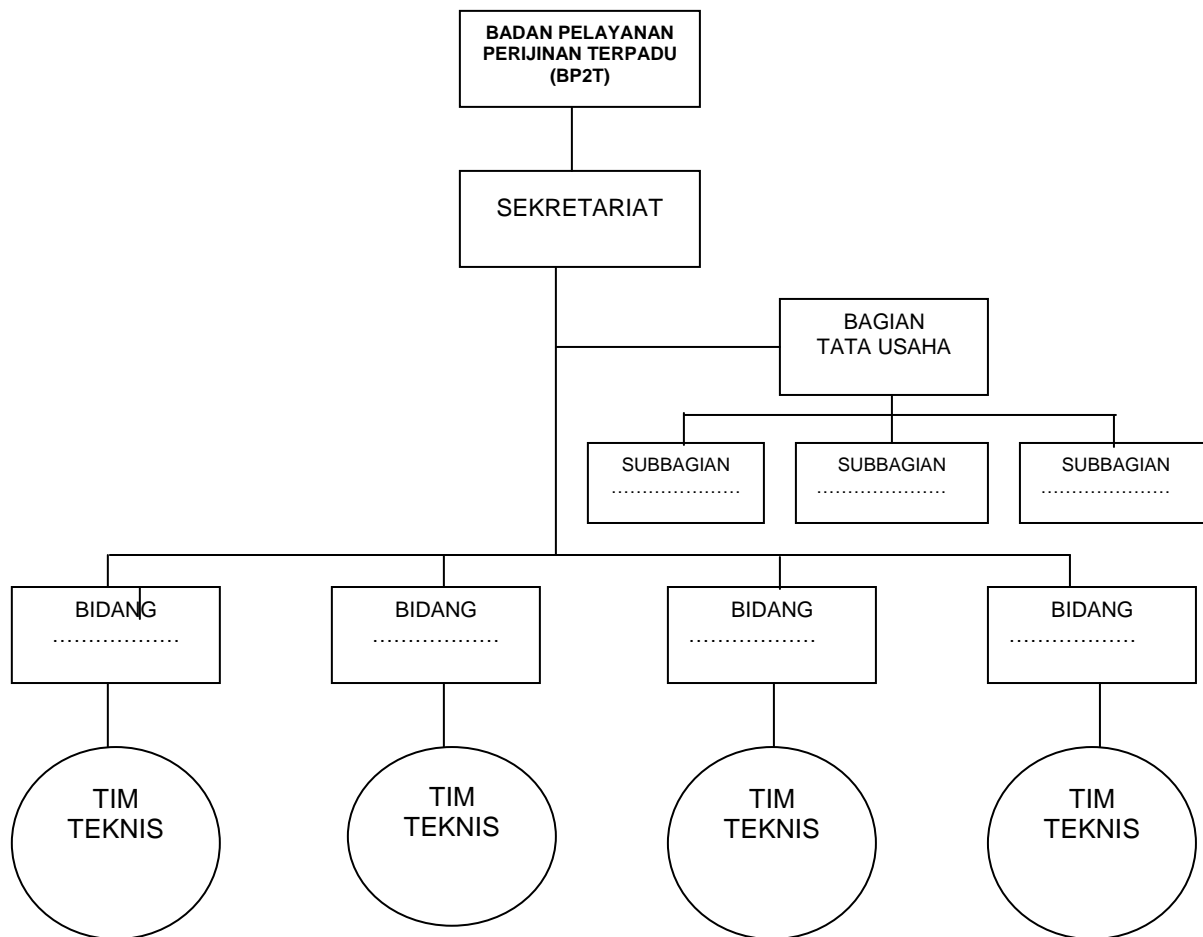 BADAN PELAYANAN
PERIJINAN TERPADU
(BP2T)
SEKRETARIAT
BAGIAN
TATA USAHA
SUBBAGIAN
.....................
SUBBAGIAN
.....................
SUBBAGIAN
.....................
BIDANG
..................
BIDANG
..................
BIDANG
..................
BIDANG
..................
TIM
TEKNIS
TIM
TEKNIS
TIM
TEKNIS
TIM
TEKNIS